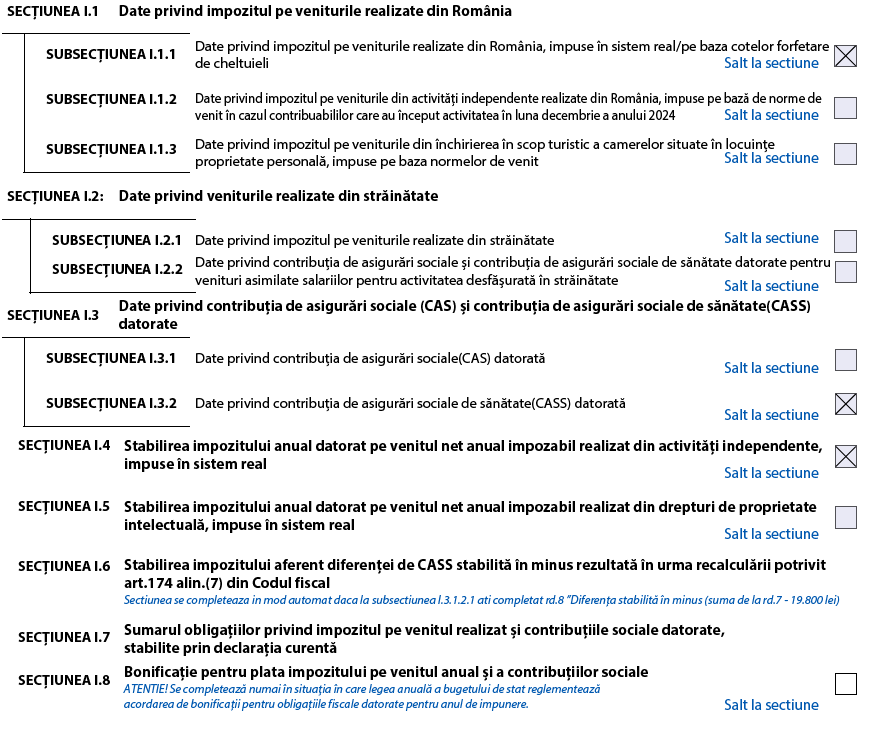 SECȚIUNEA I.1 Date privind impozitul pe veniturile realizate din România
SUBSECȚIUNEA I.1.1 Date privind impozitul pe veniturile realizate din România, impuse în sistem real/pe baza cotelor forfetare
de cheltuieli Salt la sectiune
SUBSECȚIUNEA I.1.2 Date privind impozitul pe veniturile din activități independente realizate din România, impuse pe bază de norme de
venit în cazul contribuabililor care au început activitatea în luna decembrie a anului 2024 Salt la sectiune
SUBSECȚIUNEA I.1.3 Date privind impozitul pe veniturile din închirierea în scop turistic a camerelor situate în locuințe
proprietate personală, impuse pe baza normelor de venit Salt la sectiune
SECȚIUNEA I.2: Date privind veniturile realizate din străinătate
SUBSECȚIUNEA I.2.1 Date privind impozitul pe veniturile realizate din străinătate Salt la sectiune
SUBSECȚIUNEA I.2.2 Date privind contribuția de asigurări sociale și contribuția de asigurări sociale de sănătate datorate pentru
venituri asimilate salariilor pentru activitatea desfășurată în străinătate Salt la sectiune
SECȚIUNEA I.3 Date privind contribuția de asigurări sociale (CAS) și contribuția de asigurări sociale de sănătate(CASS)
datorate
SUBSECȚIUNEA I.3.1 Date privind contribuția de asigurări sociale(CAS) datorată
Salt la sectiune
SUBSECȚIUNEA I.3.2 Date privind contribuția de asigurări sociale de sănătate(CASS) datorată
Salt la sectiune
SECȚIUNEA I.4 Stabilirea impozitului anual datorat pe venitul net anual impozabil realizat din activități independente,
impuse în sistem real
Salt la sectiune
SECȚIUNEA I.5 Stabilirea impozitului anual datorat pe venitul net anual impozabil realizat din drepturi de proprietate
intelectuală, impuse în sistem real
Salt la sectiune
SECȚIUNEA I.6 Stabilirea impozitului aferent diferenței de CASS stabilită în minus rezultată în urma recalculării potrivit
art.174 alin.(7) din Codul fiscal
Sectiunea se completeaza in mod automat daca la subsectiunea I.3.1.2.1 ati completat rd.8 "Diferența stabilită în minus (suma de la rd.7 - 19.800 lei)
SECȚIUNEA I.7 Sumarul obligațiilor privind impozitul pe venitul realizat și contribuțiile sociale datorate,
stabilite prin declarația curentă
SECȚIUNEA I.8 Bonificație pentru plata impozitului pe venitul anual și a contribuțiilor sociale
ATENTIE! Se completează numai în situația în care legea anuală a bugetului de stat reglementează
acordarea de bonificații pentru obligațiile fiscale datorate pentru anul de impunere. Salt la sectiune